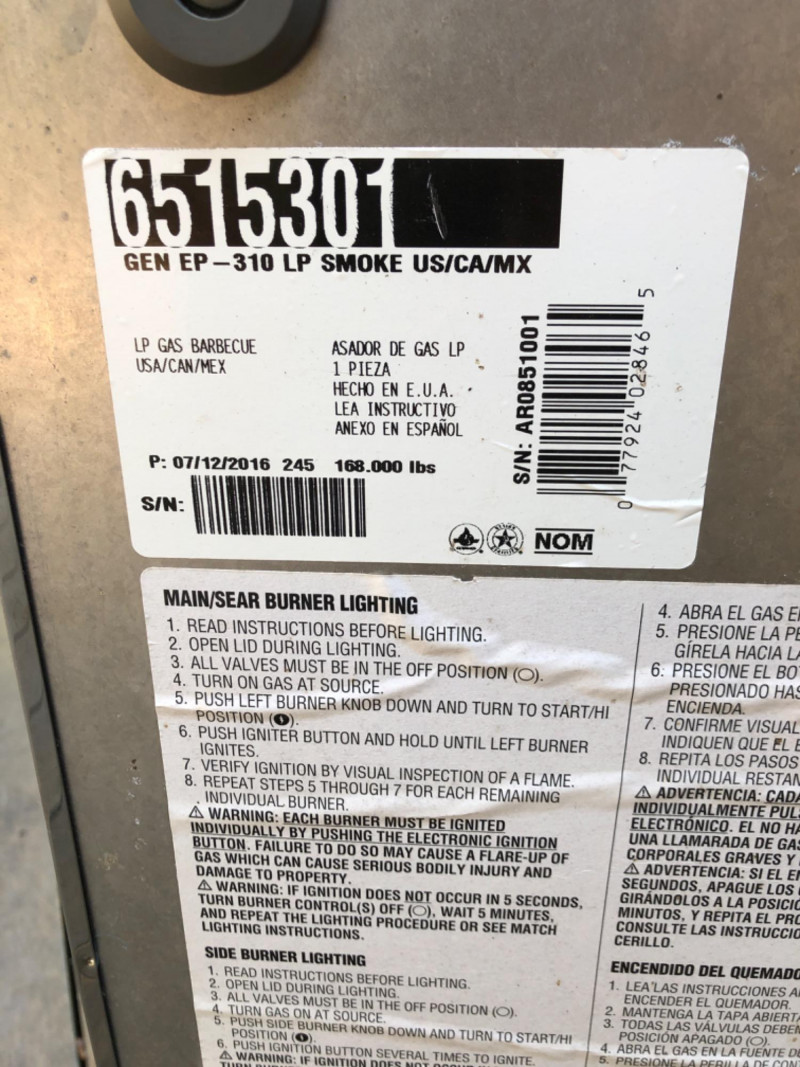 6515301
GEN EP-310 LP SMOKE US/CA/MX
LP GAS BARBECUE
USA/CAN/MEX
ASADOR DE GAS LP
1 PIEZA
HECHO EN E.U.A.
LEA INSTRUCTIVO
ANEXO EN ESPAÑOL
S/N: AR0851001
0 77924 02846 5
P: 07/12/2016 245 168.000 lbs
S/N:
NOM
MAIN/SEAR BURNER LIGHTING
1. READ INSTRUCTIONS BEFORE LIGHTING.
2. OPEN LID DURING LIGHTING.
3. ALL VALVES MUST BE IN THE OFF POSITION (O).
4. TURN ON GAS AT SOURCE.
5. PUSH LEFT BURNER KNOB DOWN AND TURN TO START/HI
POSITION ().
6. PUSH IGNITER BUTTON AND HOLD UNTIL LEFT BURNER
IGNITES.
7. VERIFY IGNITION BY VISUAL INSPECTION OF A FLAME.
8. REPEAT STEPS 5 THROUGH 7 FOR EACH REMAINING
INDIVIDUAL BURNER.
⚠ WARNING: EACH BURNER MUST BE IGNITED
INDIVIDUALLY BY PUSHING THE ELECTRONIC IGNITION
BUTTON. FAILURE TO DO SO MAY CAUSE A FLARE-UP OF
GAS WHICH CAN CAUSE SERIOUS BODILY INJURY AND
DAMAGE TO PROPERTY.
⚠ WARNING: IF IGNITION DOES NOT OCCUR IN 5 SECONDS,
TURN BURNER CONTROL(S) OFF (O), WAIT 5 MINUTES,
AND REPEAT THE LIGHTING PROCEDURE OR SEE MATCH
LIGHTING INSTRUCTIONS.
SIDE BURNER LIGHTING
1. READ INSTRUCTIONS BEFORE LIGHTING.
2. OPEN LID DURING LIGHTING.
3. ALL VALVES MUST BE IN THE OFF POSITION (O).
4. TURN GAS ON AT SOURCE.
5. PUSH SIDE BURNER KNOB DOWN AND TURN TO START/HI
POSITION ().
6. PUSH IGNITION BUTTON SEVERAL TIMES TO IGNITE.
⚠ WARNING: IF IGNITION DOES NOT OCCUR
4. ABRA EL GAS
5. PRESIONE LA
GÍRELA HACIA
6. PRESIONE EL
PRESIONADO
ENCIENDA.
7. CONFIRME
INDIQUEN QUE EL
8. REPITA LOS PASOS
INDIVIDUAL
⚠ ADVERTENCIA: CADA
INDIVIDUALMENTE
ELECTRÓNICO. EL NO
UNA LLAMARADA DE
CORPORALES GRAVES Y
⚠ ADVERTENCIA: SI EL
SEGUNDOS, APAGUE LOS
GIRÁNDOLOS A LA
MINUTOS, Y REPITA EL
CONSULTE LAS
CERILLO.
ENCENDIDO DEL
1. LEA LAS INSTRUCCIONES
ENCENDER EL QUEMADOR.
2. MANTENGA LA TAPA
3. TODAS LAS VÁLVULAS
POSICIÓN APAGADO (O).
4. ABRA EL GAS EN LA FUENTE
5. PRESIONE LA PERILLA DE